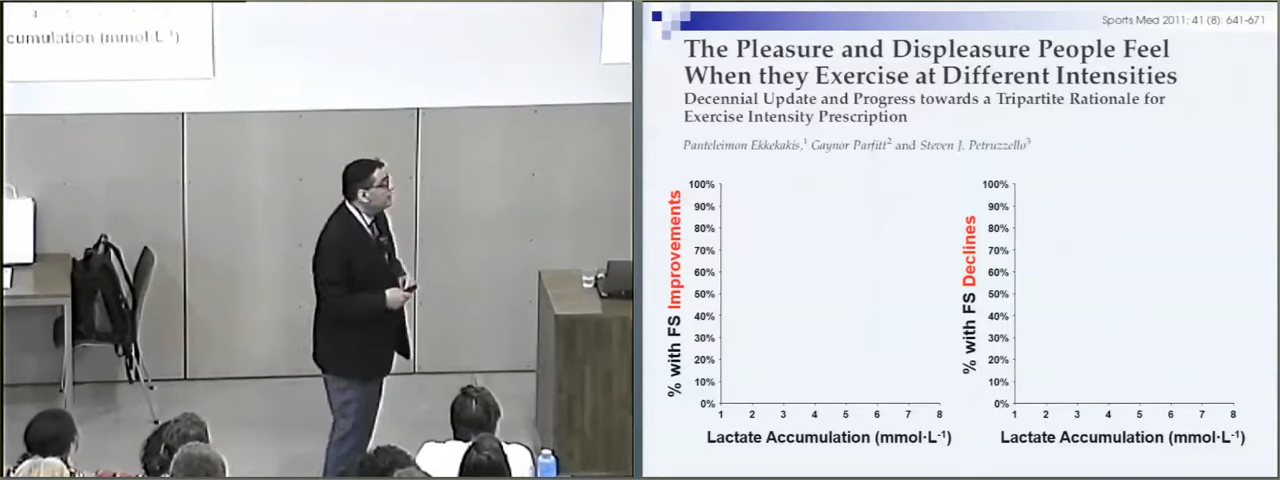 cumulation (mmol·L⁻¹)
Sports Med 2011; 41 (8): 641-671
The Pleasure and Displeasure People Feel
When they Exercise at Different Intensities
Decennial Update and Progress towards a Tripartite Rationale for
Exercise Intensity Prescription
Panteleimon Ekkekakis,¹ Gaynor Parfitt² and Steven J. Petruzzello³
% with FS Improvements
100%
90%
80%
70%
60%
50%
40%
30%
20%
10%
0%
1 2 3 4 5 6 7 8
Lactate Accumulation (mmol·L⁻¹)
% with FS Declines
100%
90%
80%
70%
60%
50%
40%
30%
20%
10%
0%
1 2 3 4 5 6 7 8
Lactate Accumulation (mmol·L⁻¹)